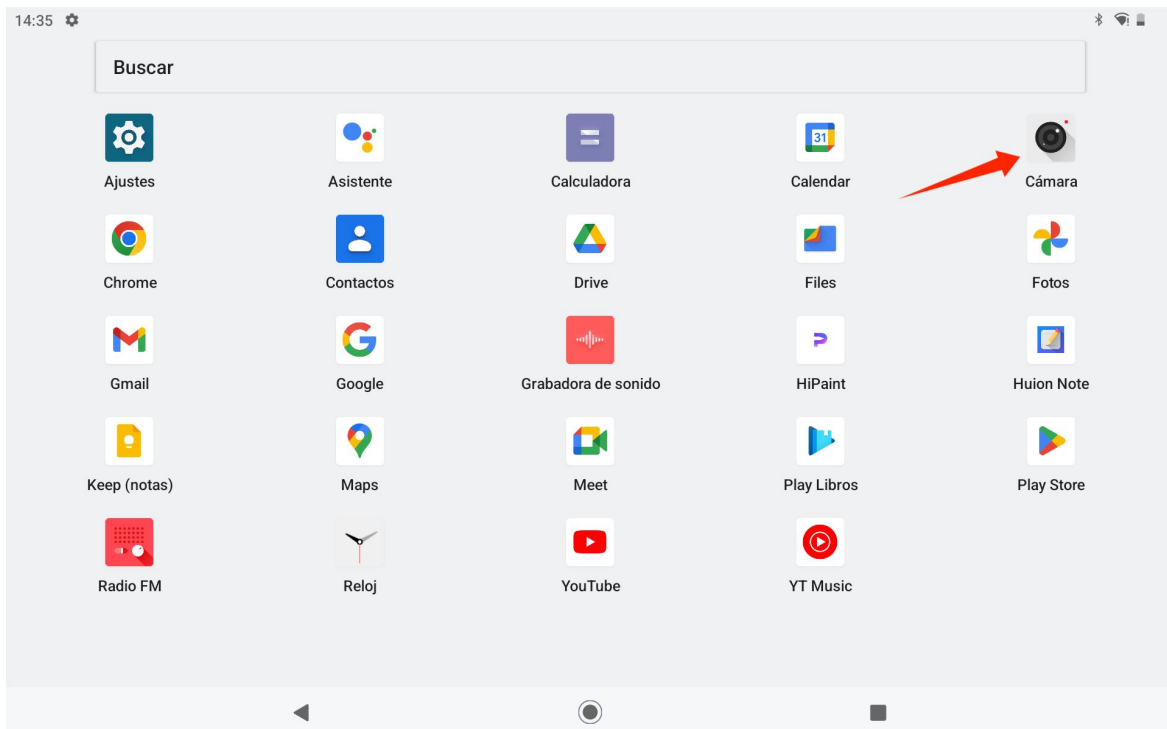 14:35
Buscar
Ajustes Asistente Calculadora Calendar Cámara
31
Chrome Contactos Drive Files Fotos
Gmail Google Grabadora de sonido HiPaint Huion Note
Keep (notas) Maps Meet Play Libros Play Store
Radio FM Reloj YouTube YT Music